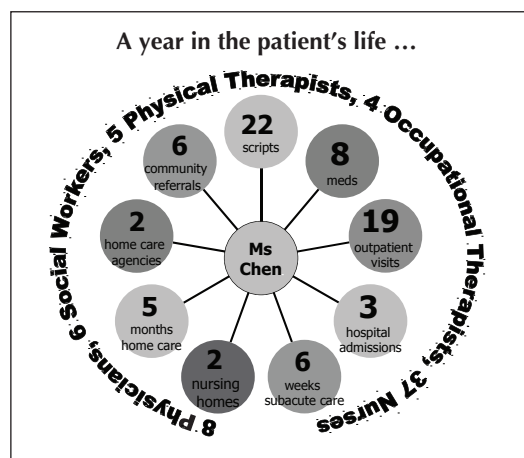 A year in the patient's life ...
8 Physicians, 6 Social Workers, 5 Physical Therapists, 4 Occupational Therapists, 37 Nurses
22
scripts
8
meds
19
outpatient
visits
3
hospital
admissions
6
weeks
subacute care
2
nursing
homes
5
months
home care
2
home care
agencies
6
community
referrals
Ms
Chen